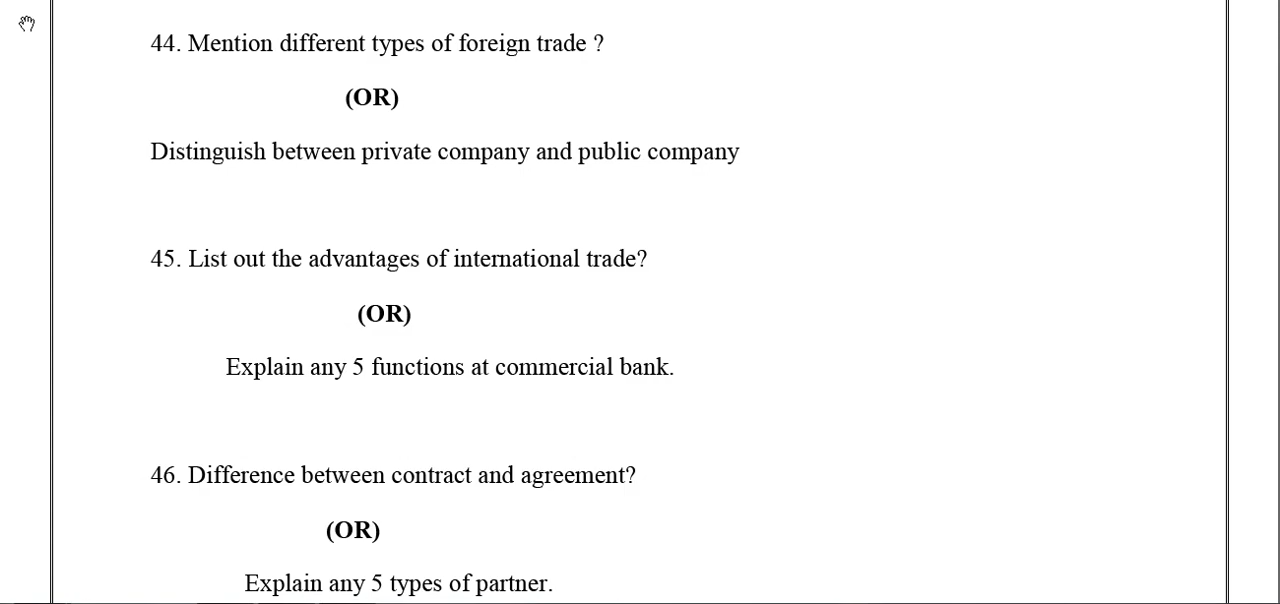 44. Mention different types of foreign trade ?
(OR)
Distinguish between private company and public company
45. List out the advantages of international trade?
(OR)
Explain any 5 functions at commercial bank.
46. Difference between contract and agreement?
(OR)
Explain any 5 types of partner.